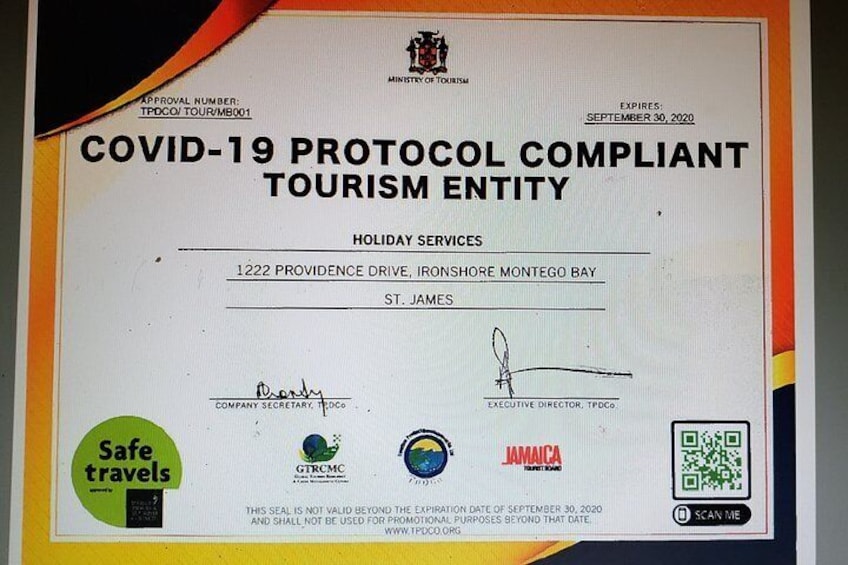 MINISTRY OF TOURISM
APPROVAL NUMBER:
TPDCO/ TOUR/MB001
EXPIRES:
SEPTEMBER 30, 2020
COVID-19 PROTOCOL COMPLIANT
TOURISM ENTITY
HOLIDAY SERVICES
1222 PROVIDENCE DRIVE, IRONSHORE MONTEGO BAY
ST. JAMES
COMPANY SECRETARY, TPDCo
EXECUTIVE DIRECTOR, TPDCo.
Safe
travels
GTRCMC
TPDCo
JAMAICA
TOURIST BOARD
SCAN ME
THIS SEAL IS NOT VALID BEYOND THE EXPIRATION DATE OF SEPTEMBER 30, 2020
AND SHALL NOT BE USED FOR PROMOTIONAL PURPOSES BEYOND THAT DATE.
WWW.TPDCO.ORG